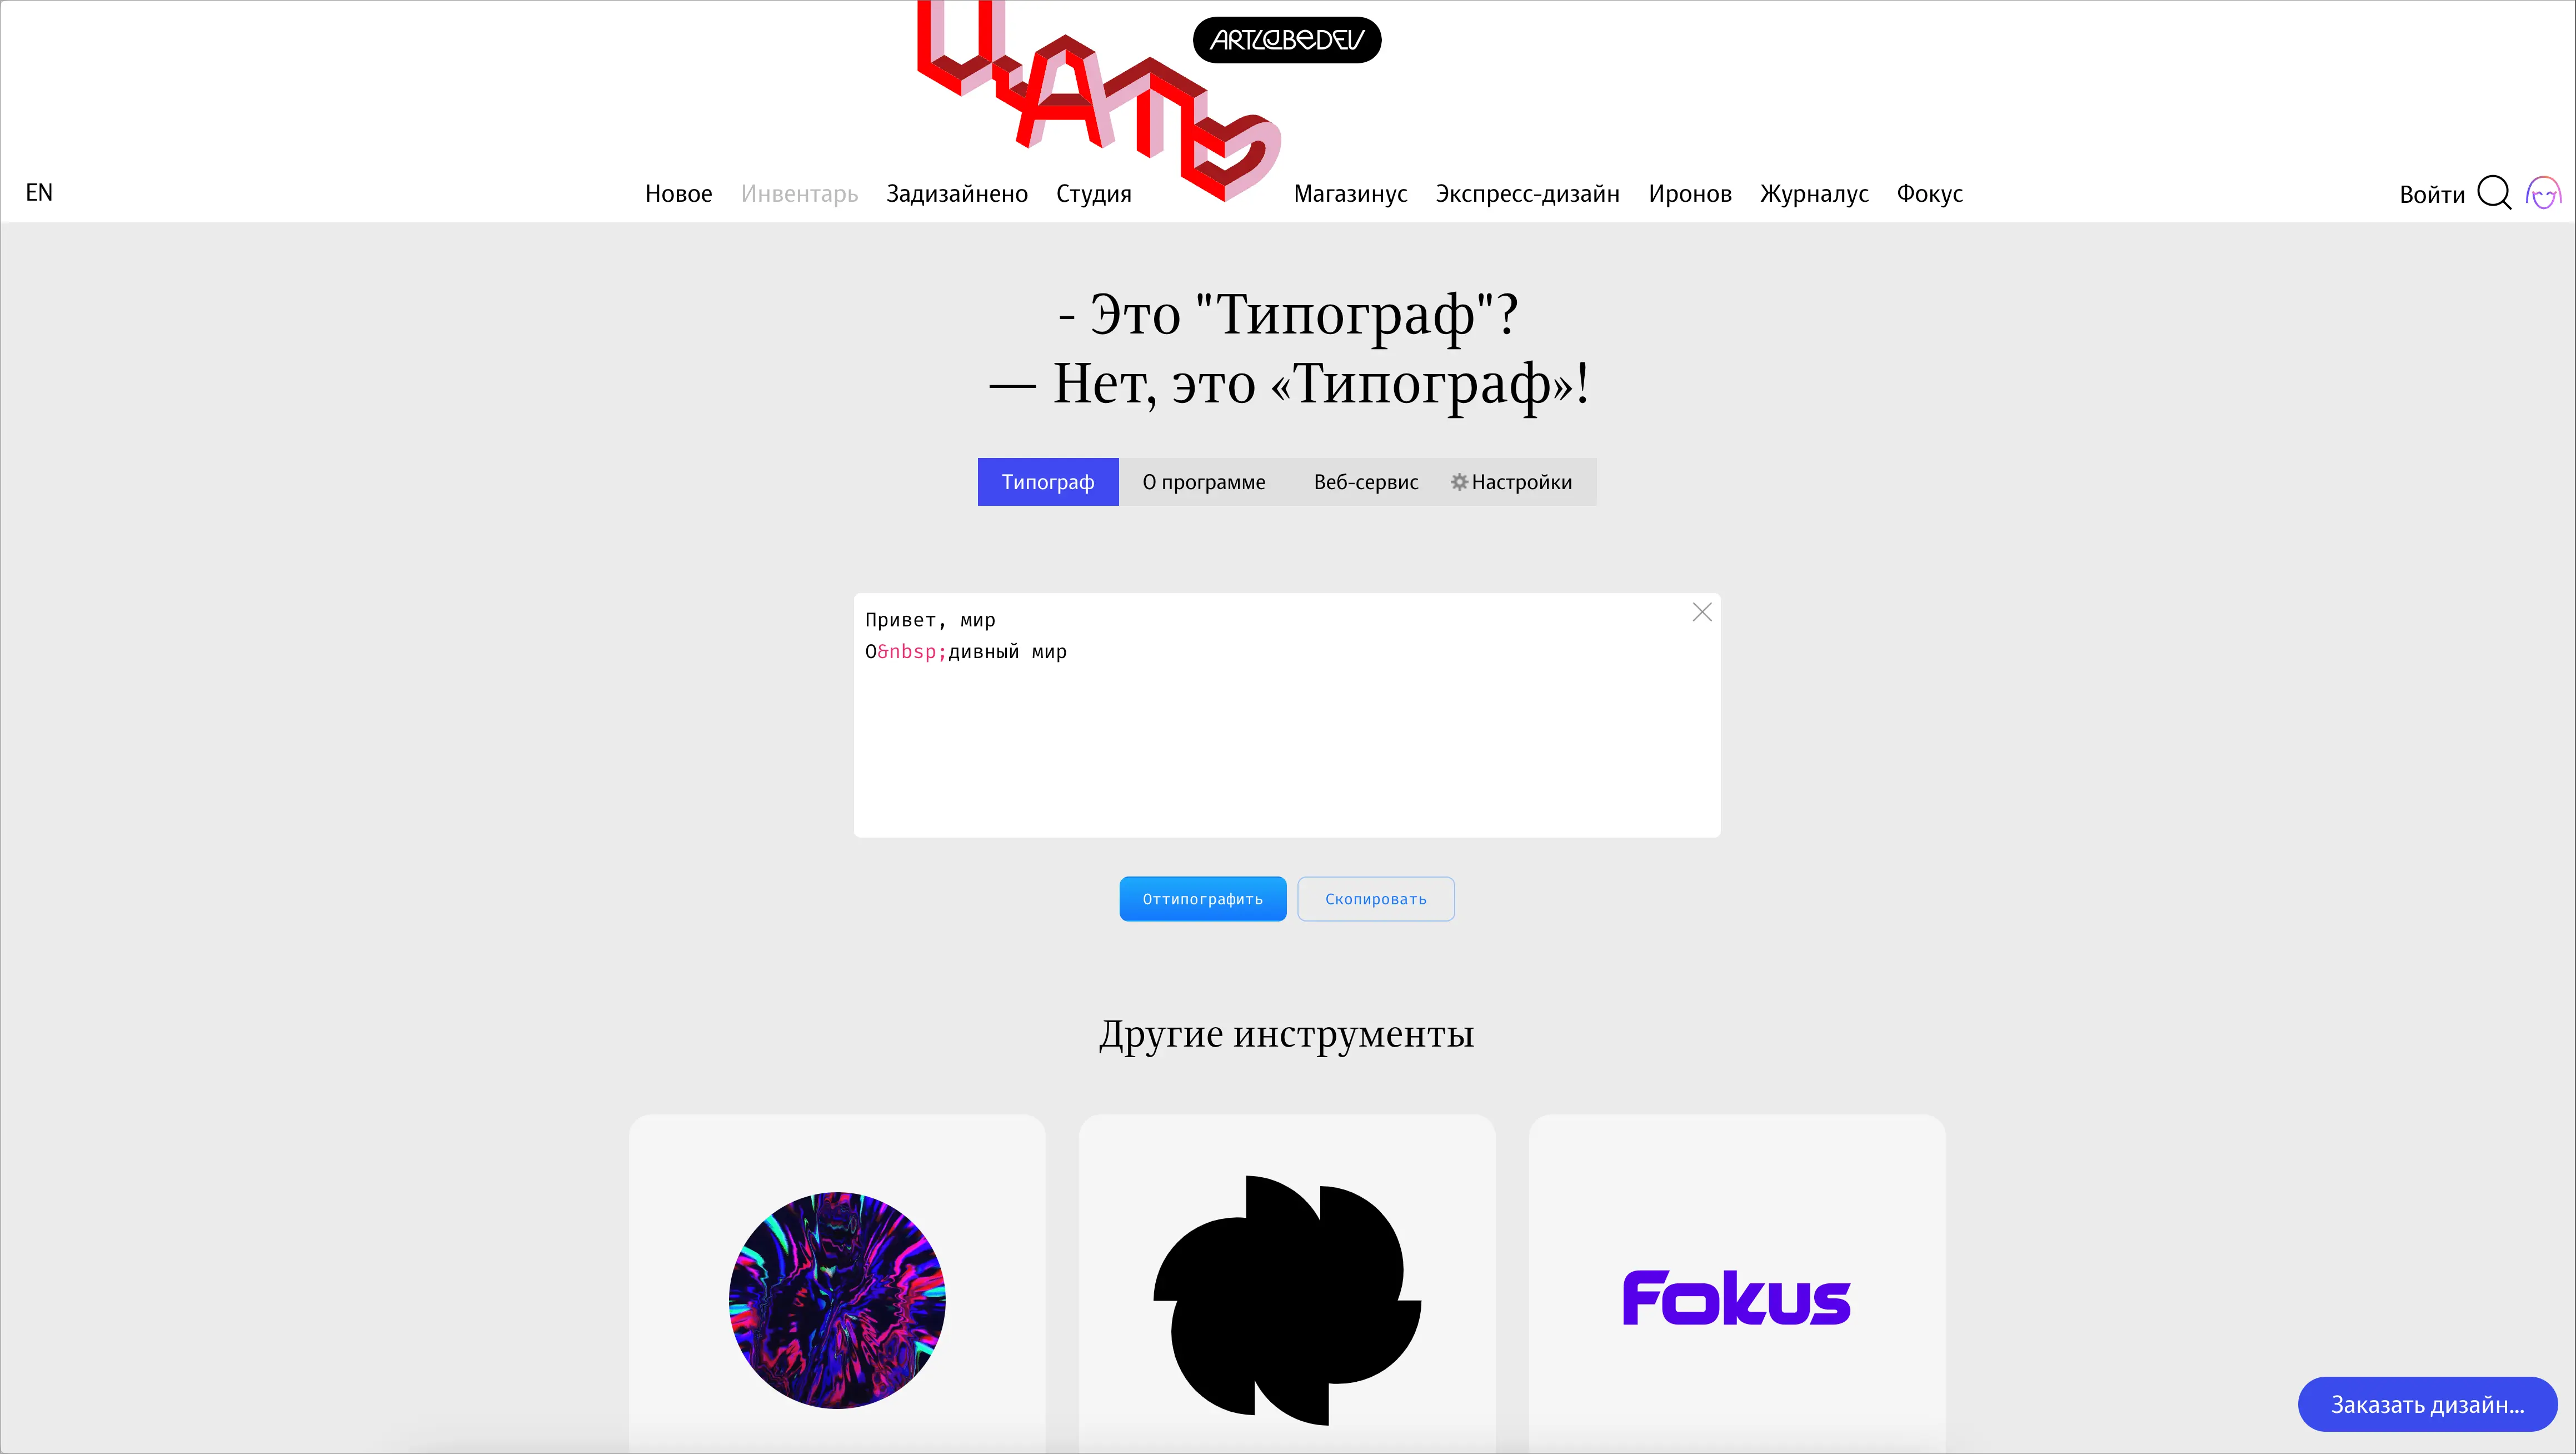 ЦАТЬ
ARTLEBEDEV
EN
Новое Инвентарь Задизайнено Студия Магазинус Экспресс-дизайн Иронов Журналус Фокус
Войти
- Это "Типограф"?
— Нет, это «Типограф»!
Типограф О программе Веб-сервис Настройки
Привет, мир
О&nbsp;дивный мир
Оттипографить Скопировать
Другие инструменты
Fokus
Заказать дизайн...